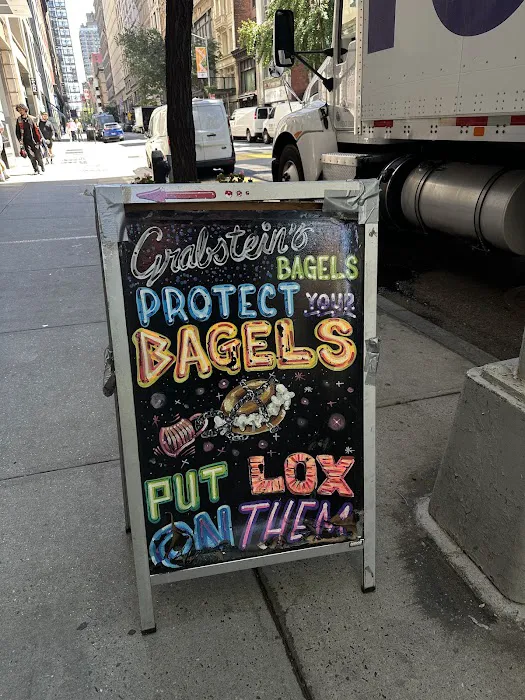 Grabstein's
BAGELS
PROTECT YOUR
BAGELS
PUT LOX
ON THEM